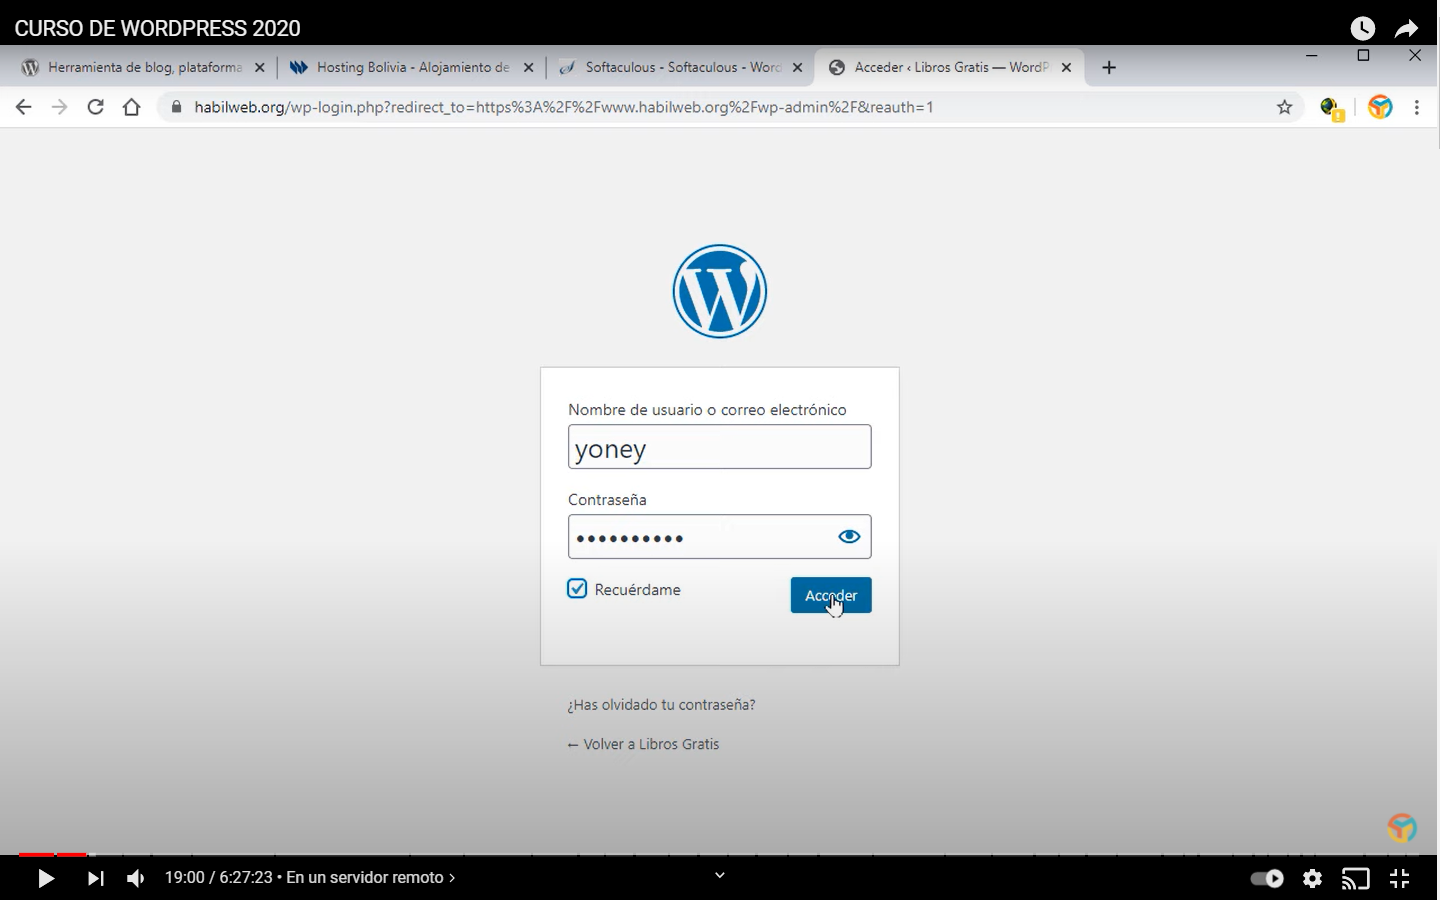 CURSO DE WORDPRESS 2020
Herramienta de blog, plataforma
Hosting Bolivia - Alojamiento de
Softaculous - Softaculous - Word
Acceder ‹ Libros Gratis — WordP
habilweb.org/wp-login.php?redirect_to=https%3A%2F%2Fwww.habilweb.org%2Fwp-admin%2F&reauth=1
Nombre de usuario o correo electrónico
yoney
Contraseña
Recuérdame
Acceder
¿Has olvidado tu contraseña?
← Volver a Libros Gratis
19:00 / 6:27:23 • En un servidor remoto ›